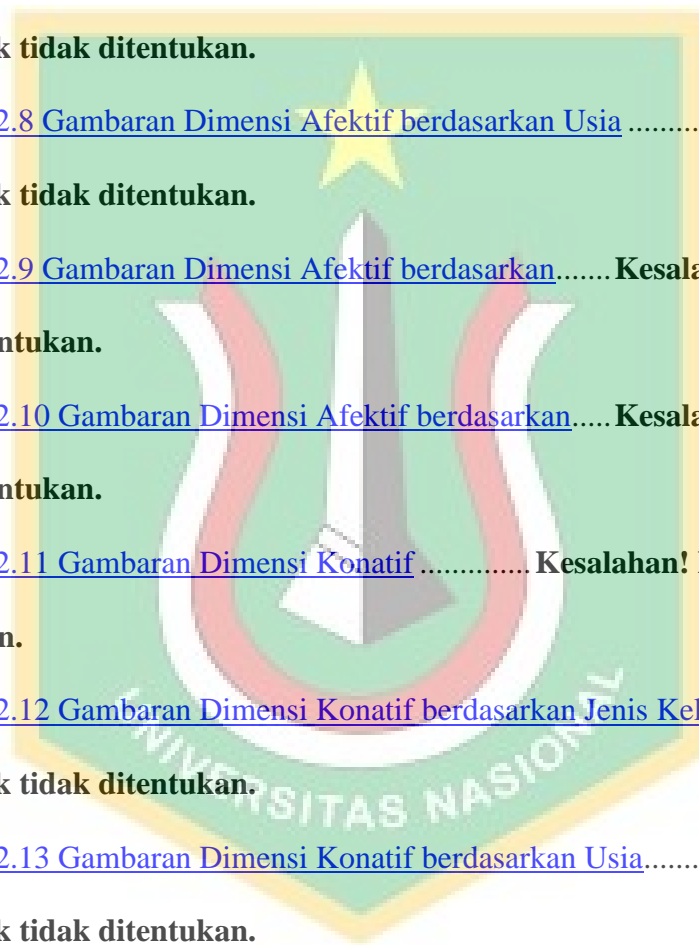 k tidak ditentukan.
2.8 Gambaran Dimensi Afektif berdasarkan Usia .........
k tidak ditentukan.
2.9 Gambaran Dimensi Afektif berdasarkan....... Kesala
ntukan.
2.10 Gambaran Dimensi Afektif berdasarkan..... Kesala
ntukan.
2.11 Gambaran Dimensi Konatif .............. Kesalahan!
n.
2.12 Gambaran Dimensi Konatif berdasarkan Jenis Kel
k tidak ditentukan.
2.13 Gambaran Dimensi Konatif berdasarkan Usia........
k tidak ditentukan.
UNIVERSITAS NASIONAL